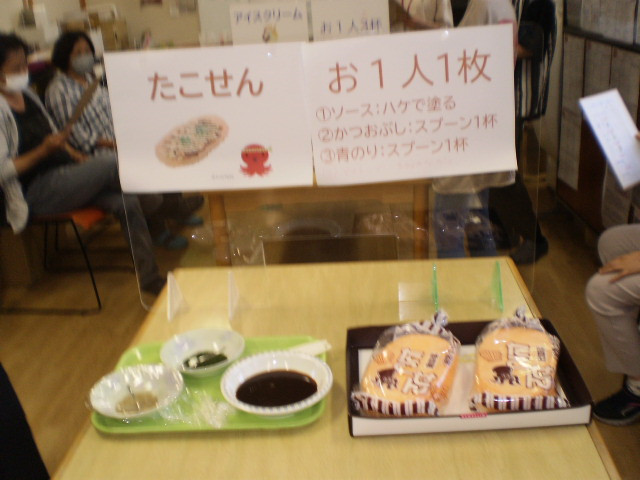 アイスクリーム
お1人1杯
たこせん
お1人1枚
①ソース:ハケで塗る
②かつおぶし:スプーン1杯
③青のり:スプーン1杯